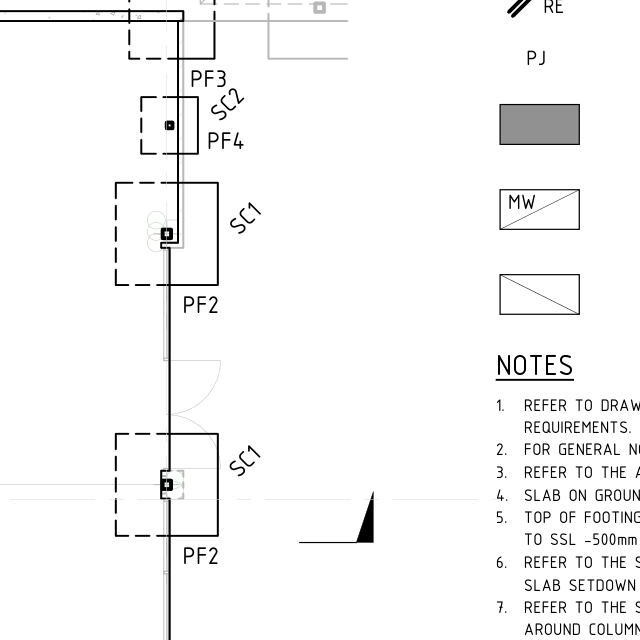 PF3
SC2
PF4
SC1
PF2
SC1
PF2
RE
PJ
MW
NOTES
1. REFER TO DRAW
REQUIREMENTS.
2. FOR GENERAL NO
3. REFER TO THE A
4. SLAB ON GROUN
5. TOP OF FOOTING
TO SSL -500mm
6. REFER TO THE S
SLAB SETDOWN
7. REFER TO THE S
AROUND COLUMN